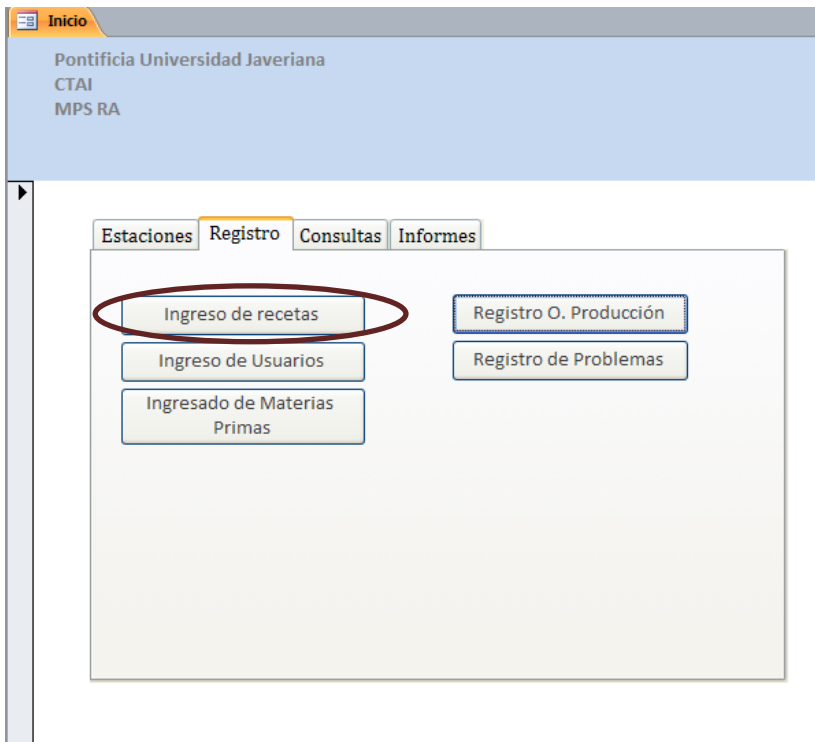 Inicio
Pontificia Universidad Javeriana
CTAI
MPS RA
Estaciones Registro Consultas Informes
Ingreso de recetas
Registro O. Producción
Ingreso de Usuarios
Registro de Problemas
Ingresado de Materias
Primas